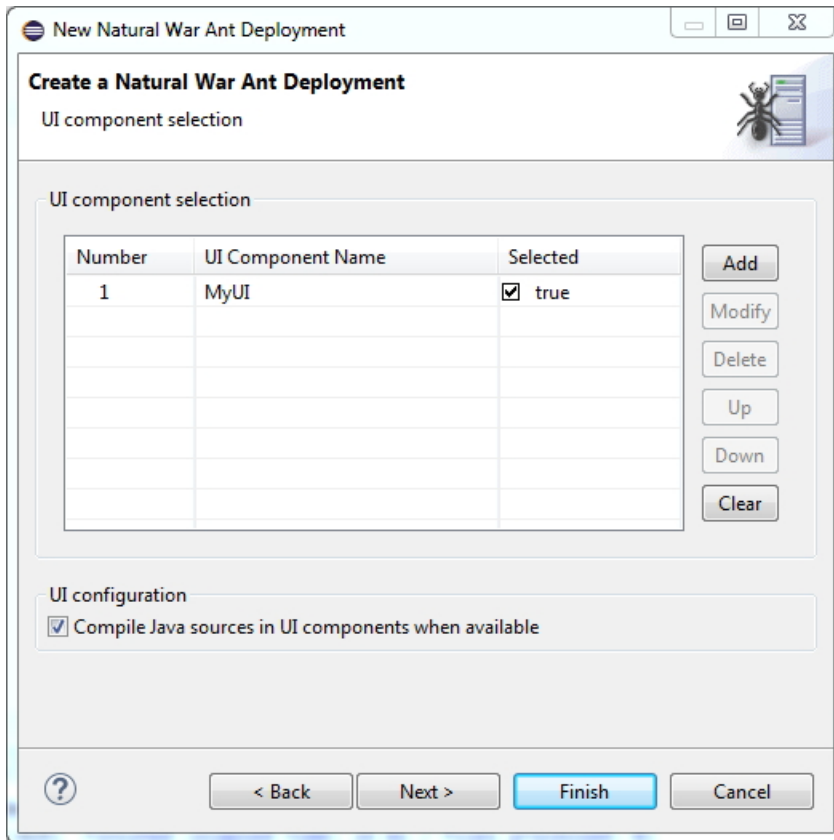 New Natural War Ant Deployment
Create a Natural War Ant Deployment
UI component selection
UI component selection
Number UI Component Name Selected
1 MyUI true
Add
Modify
Delete
Up
Down
Clear
UI configuration
Compile Java sources in UI components when available
? < Back Next > Finish Cancel